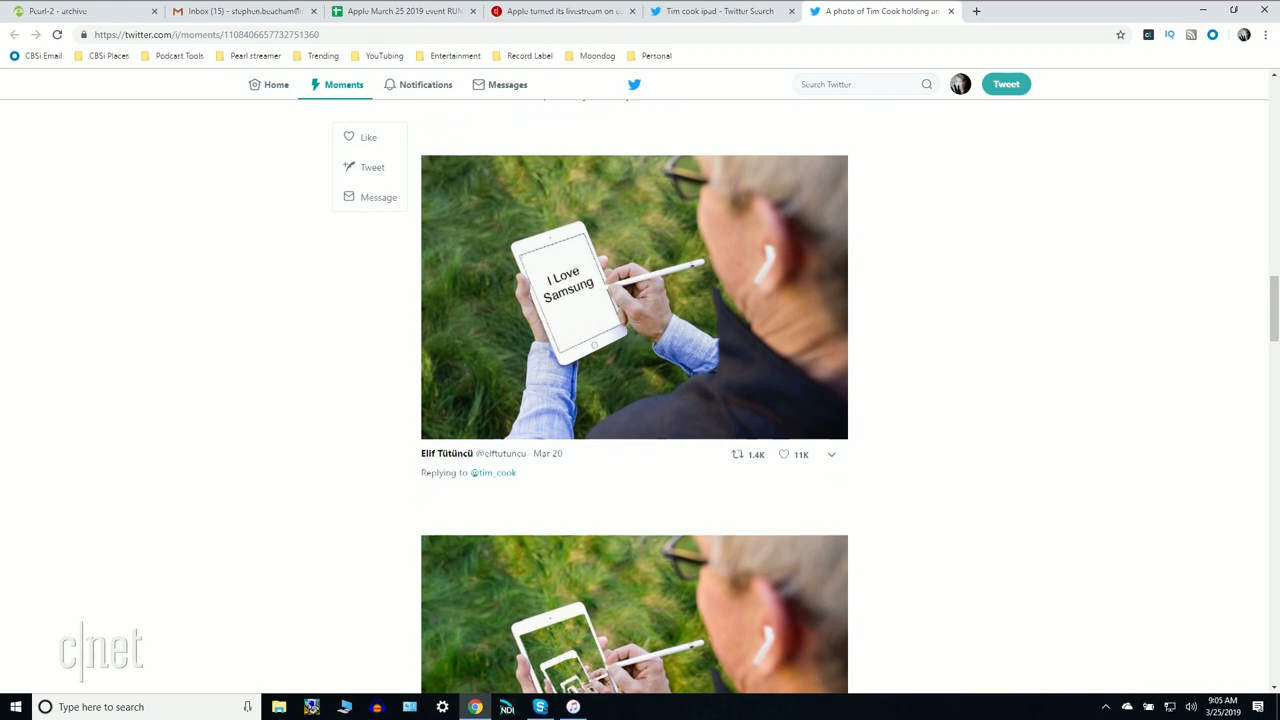 Pearl-2 - archive
Inbox (15) - stephen.beacham@
Apple March 25 2019 event RUN
Apple turned its livestream on
Tim cook ipad - Twitter Search
A photo of Tim Cook holding an
https://twitter.com/i/moments/1108406657732751360
CBSi Email
CBSi Places
Podcast Tools
Pearl streamer
Trending
YouTubing
Entertainment
Record Label
Moondog
Personal
Home
Moments
Notifications
Messages
Search Twitter
Tweet
Like
Tweet
Message
I Love
Samsung
Elif Tütüncü @elftutuncu · Mar 20
1.4K
11K
Replying to @tim_cook
c|net
Type here to search
NDI
9:05 AM
3/25/2019